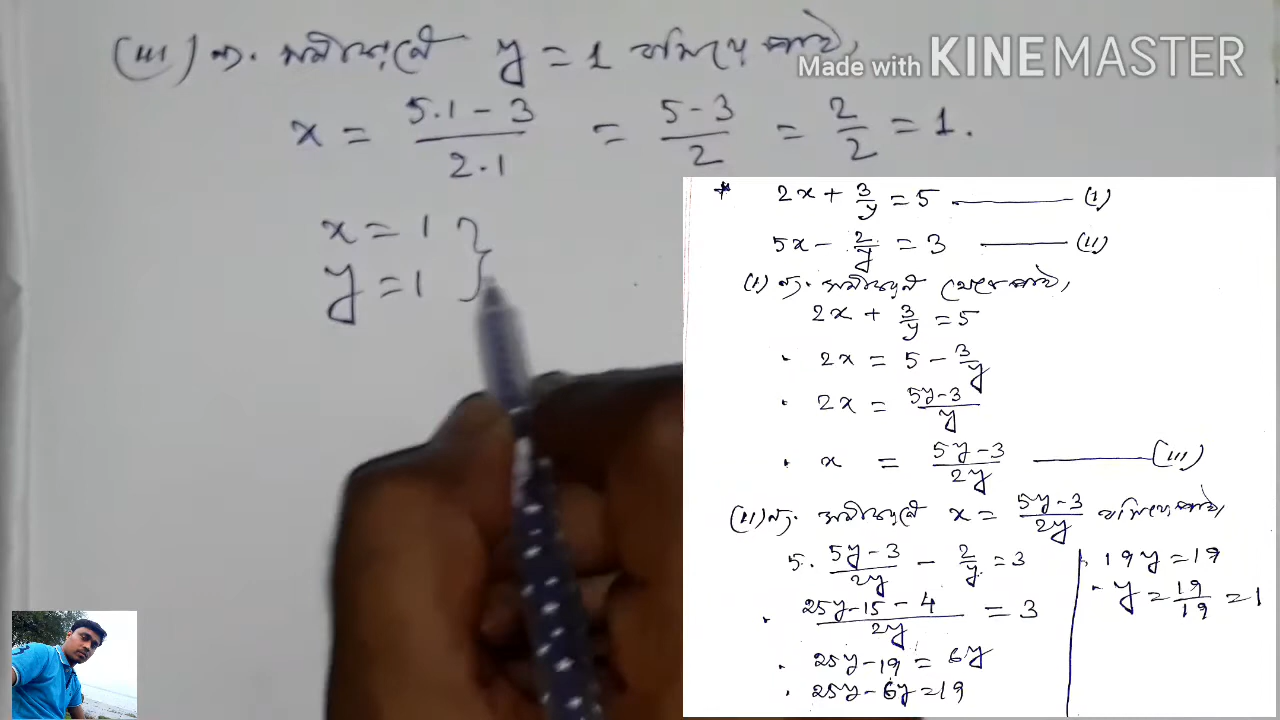 (III) নং সমীকরণে y = 1 বসিয়ে পাই,
Made with KINEMASTER
x = 5.1 - 3 / 2.1 = 5 - 3 / 2 = 2/2 = 1.
x = 1 }
y = 1
* 2x + 3/y = 5 ——— (I)
5x - 2/y = 3 ——— (II)
(I) নং সমীকরণ থেকে পাই,
2x + 3/y = 5
· 2x = 5 - 3/y
· 2x = 5y-3 / y
· x = 5y-3 / 2y ——— (III)
(II) নং সমীকরণে x = 5y-3 / 2y বসিয়ে পাই,
5. 5y-3 / 2y - 2/y = 3
· 25y-15-4 / 2y = 3
· 25y-19 = 6y
· 25y-6y = 19
· 19y = 19
· y = 19/19 = 1